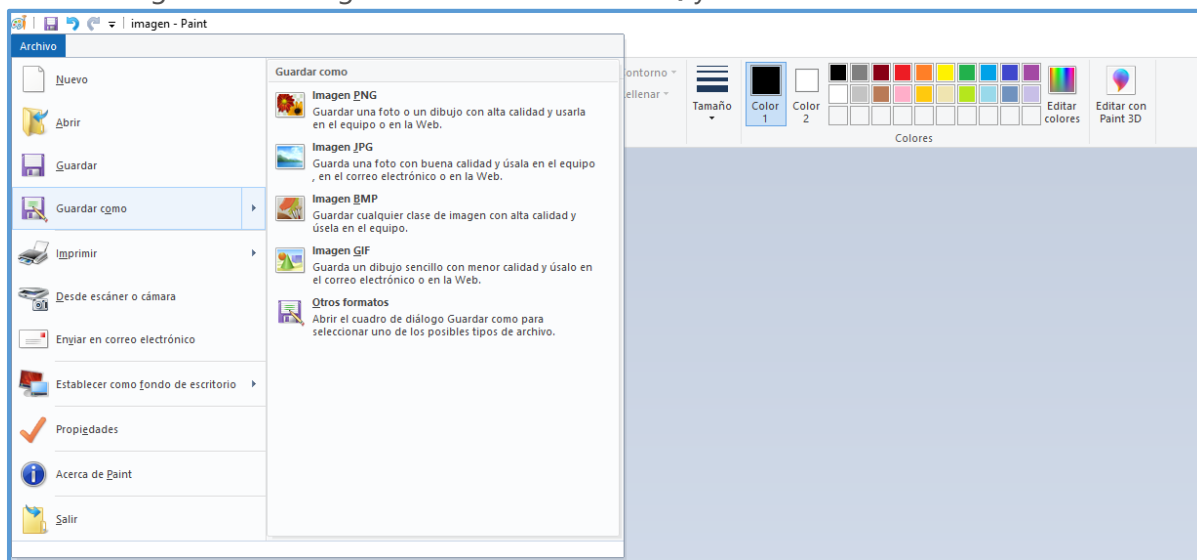 imagen - Paint
Archivo
Nuevo
Abrir
Guardar
Guardar como
Imprimir
Desde escáner o cámara
Enviar en correo electrónico
Establecer como fondo de escritorio
Propiedades
Acerca de Paint
Salir
Guardar como
Imagen PNG
Guardar una foto o un dibujo con alta calidad y usarla
en el equipo o en la Web.
Imagen JPG
Guarda una foto con buena calidad y úsala en el equipo
, en el correo electrónico o en la Web.
Imagen BMP
Guardar cualquier clase de imagen con alta calidad y
úsela en el equipo.
Imagen GIF
Guarda un dibujo sencillo con menor calidad y úsalo en
el correo electrónico o en la Web.
Otros formatos
Abrir el cuadro de diálogo Guardar como para
seleccionar uno de los posibles tipos de archivo.
ontorno
ellenar
Tamaño
Color
1
Color
2
Editar
colores
Editar con
Paint 3D
Colores